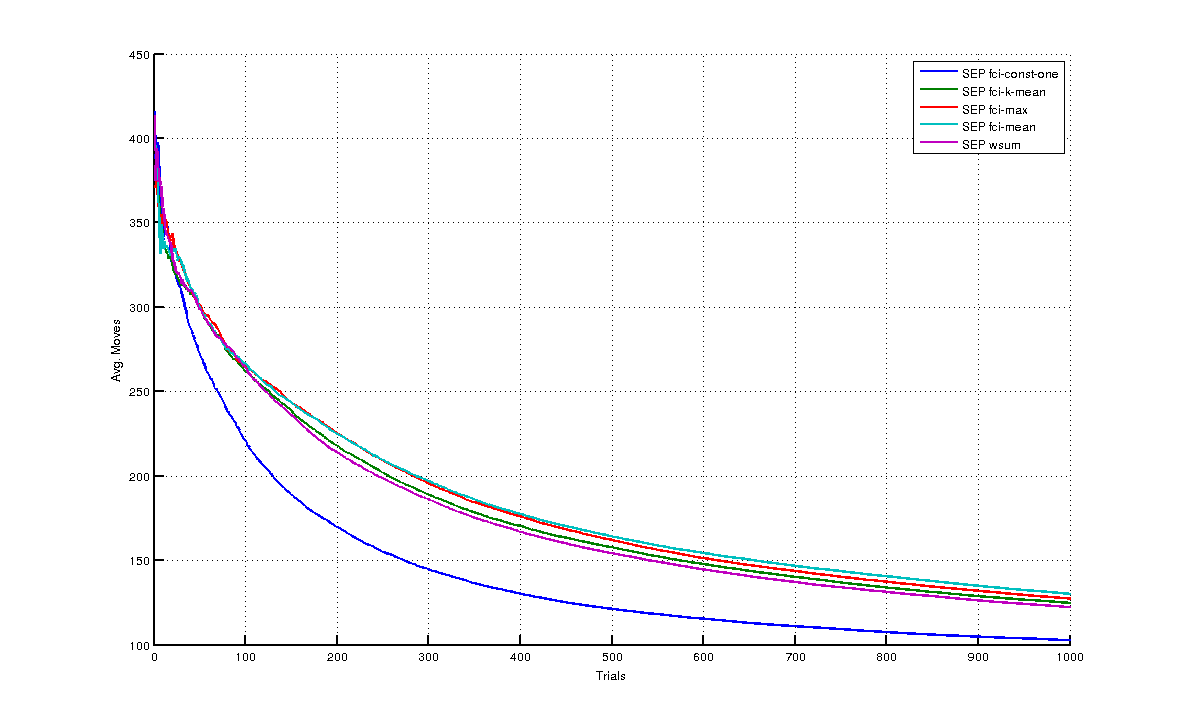 450
400
350
300
250
200
150
100
Avg. Moves
0 100 200 300 400 500 600 700 800 900 1000
Trials
SEP fci-const-one
SEP fci-k-mean
SEP fci-max
SEP fci-mean
SEP wsum